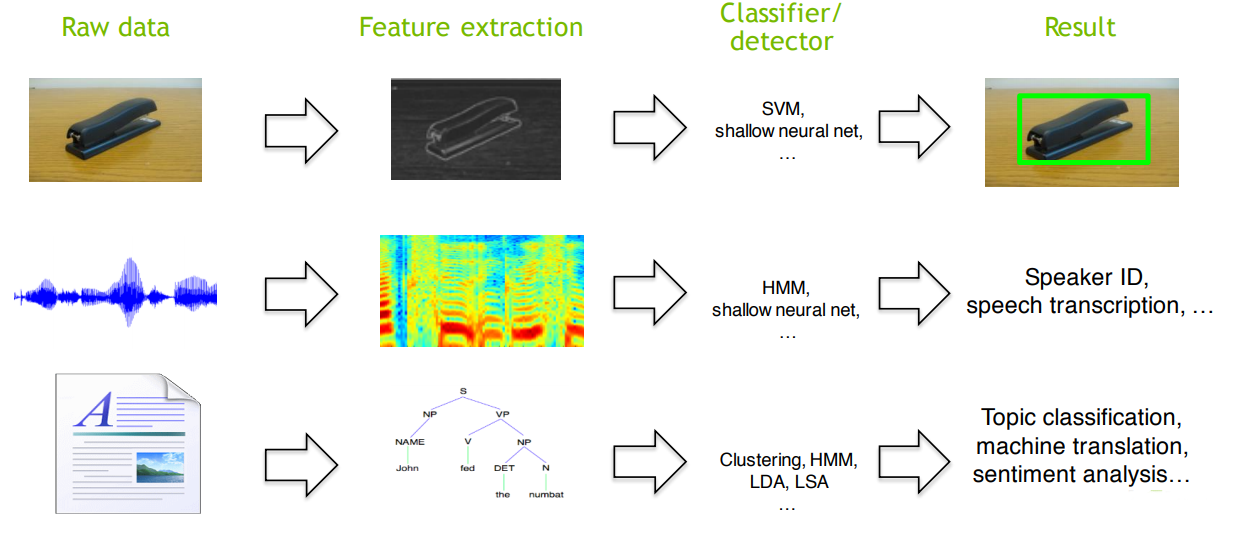 Raw data
Feature extraction
Classifier/
detector
Result
SVM,
shallow neural net,
...
HMM,
shallow neural net,
...
Speaker ID,
speech transcription, ...
A
S
NP
VP
NAME
V
NP
John
fed
DET
N
the
numbat
Clustering, HMM,
LDA, LSA
...
Topic classification,
machine translation,
sentiment analysis...